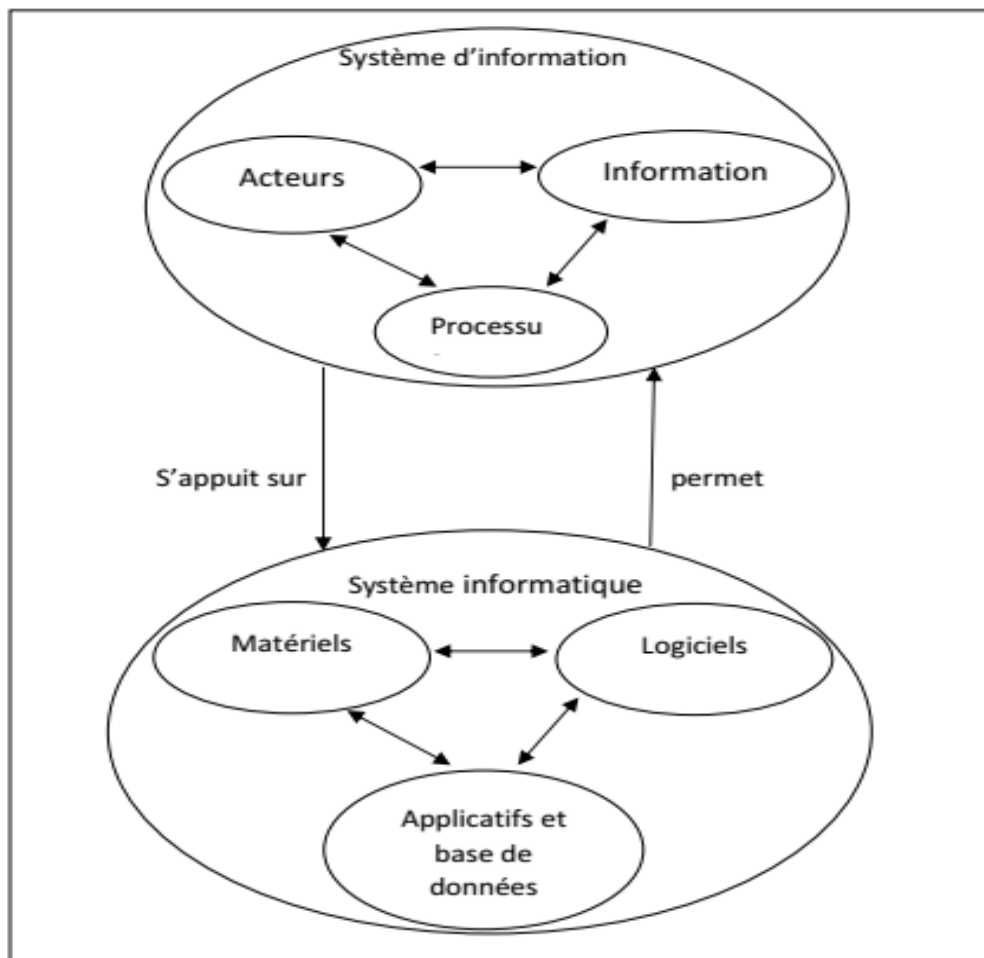 Système d'information
Acteurs
Information
Processu
S'appuit sur
permet
Système informatique
Matériels
Logiciels
Applicatifs et
base de
données